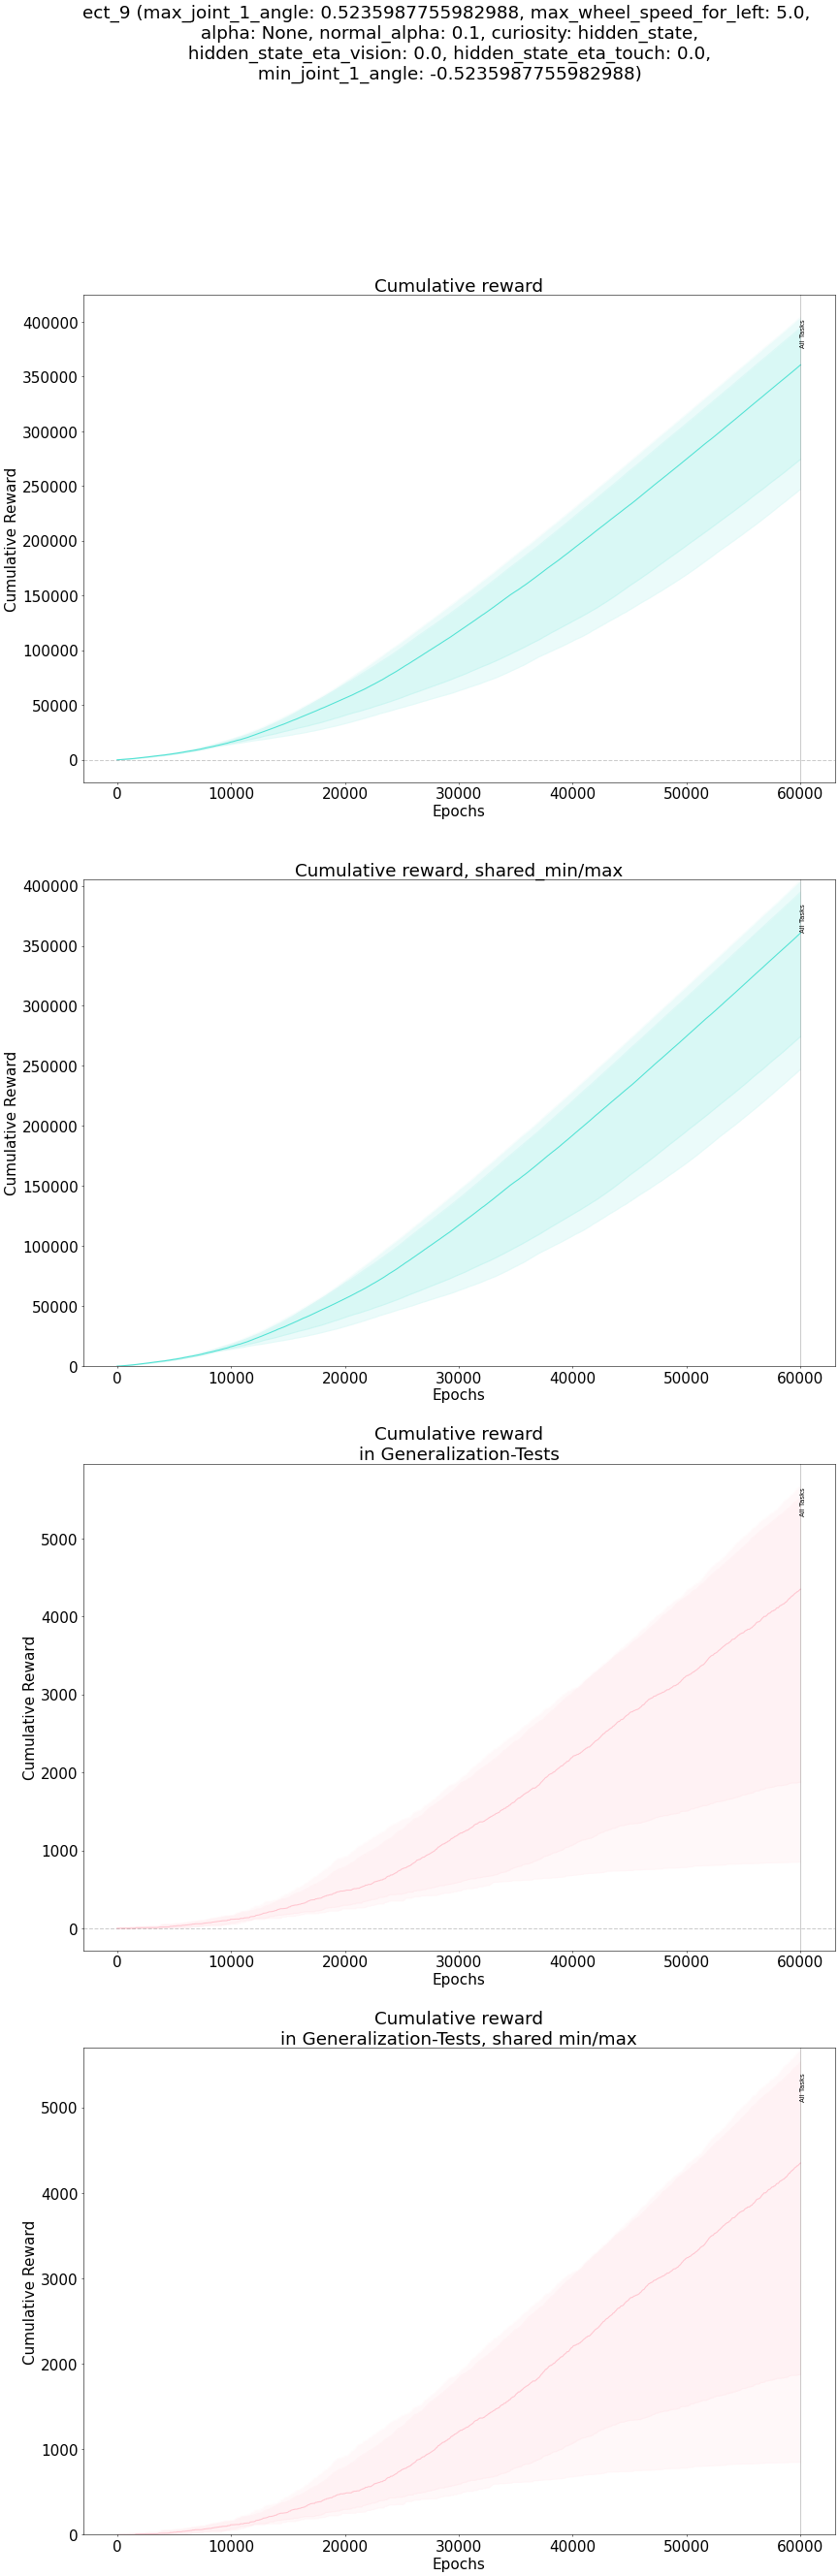 ect_9 (max_joint_1_angle: 0.5235987755982988, max_wheel_speed_for_left: 5.0,
alpha: None, normal_alpha: 0.1, curiosity: hidden_state,
hidden_state_eta_vision: 0.0, hidden_state_eta_touch: 0.0,
min_joint_1_angle: -0.5235987755982988)
Cumulative reward
400000
350000
300000
250000
200000
150000
100000
50000
0
Cumulative Reward
All Tasks
0 10000 20000 30000 40000 50000 60000
Epochs
Cumulative reward, shared_min/max
400000
350000
300000
250000
200000
150000
100000
50000
0
Cumulative Reward
All Tasks
0 10000 20000 30000 40000 50000 60000
Epochs
Cumulative reward
in Generalization-Tests
5000
4000
3000
2000
1000
0
Cumulative Reward
All Tasks
0 10000 20000 30000 40000 50000 60000
Epochs
Cumulative reward
in Generalization-Tests, shared min/max
5000
4000
3000
2000
1000
0
Cumulative Reward
All Tasks
0 10000 20000 30000 40000 50000 60000
Epochs